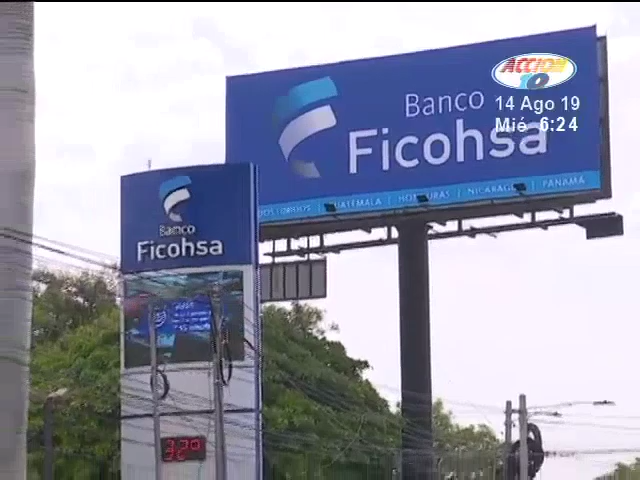 ACCION
10
14 Ago 19
Mié 6:24
Banco
Ficohsa
GUATEMALA | HONDURAS | NICARAGUA | PANAMÁ
Banco
Ficohsa
32°